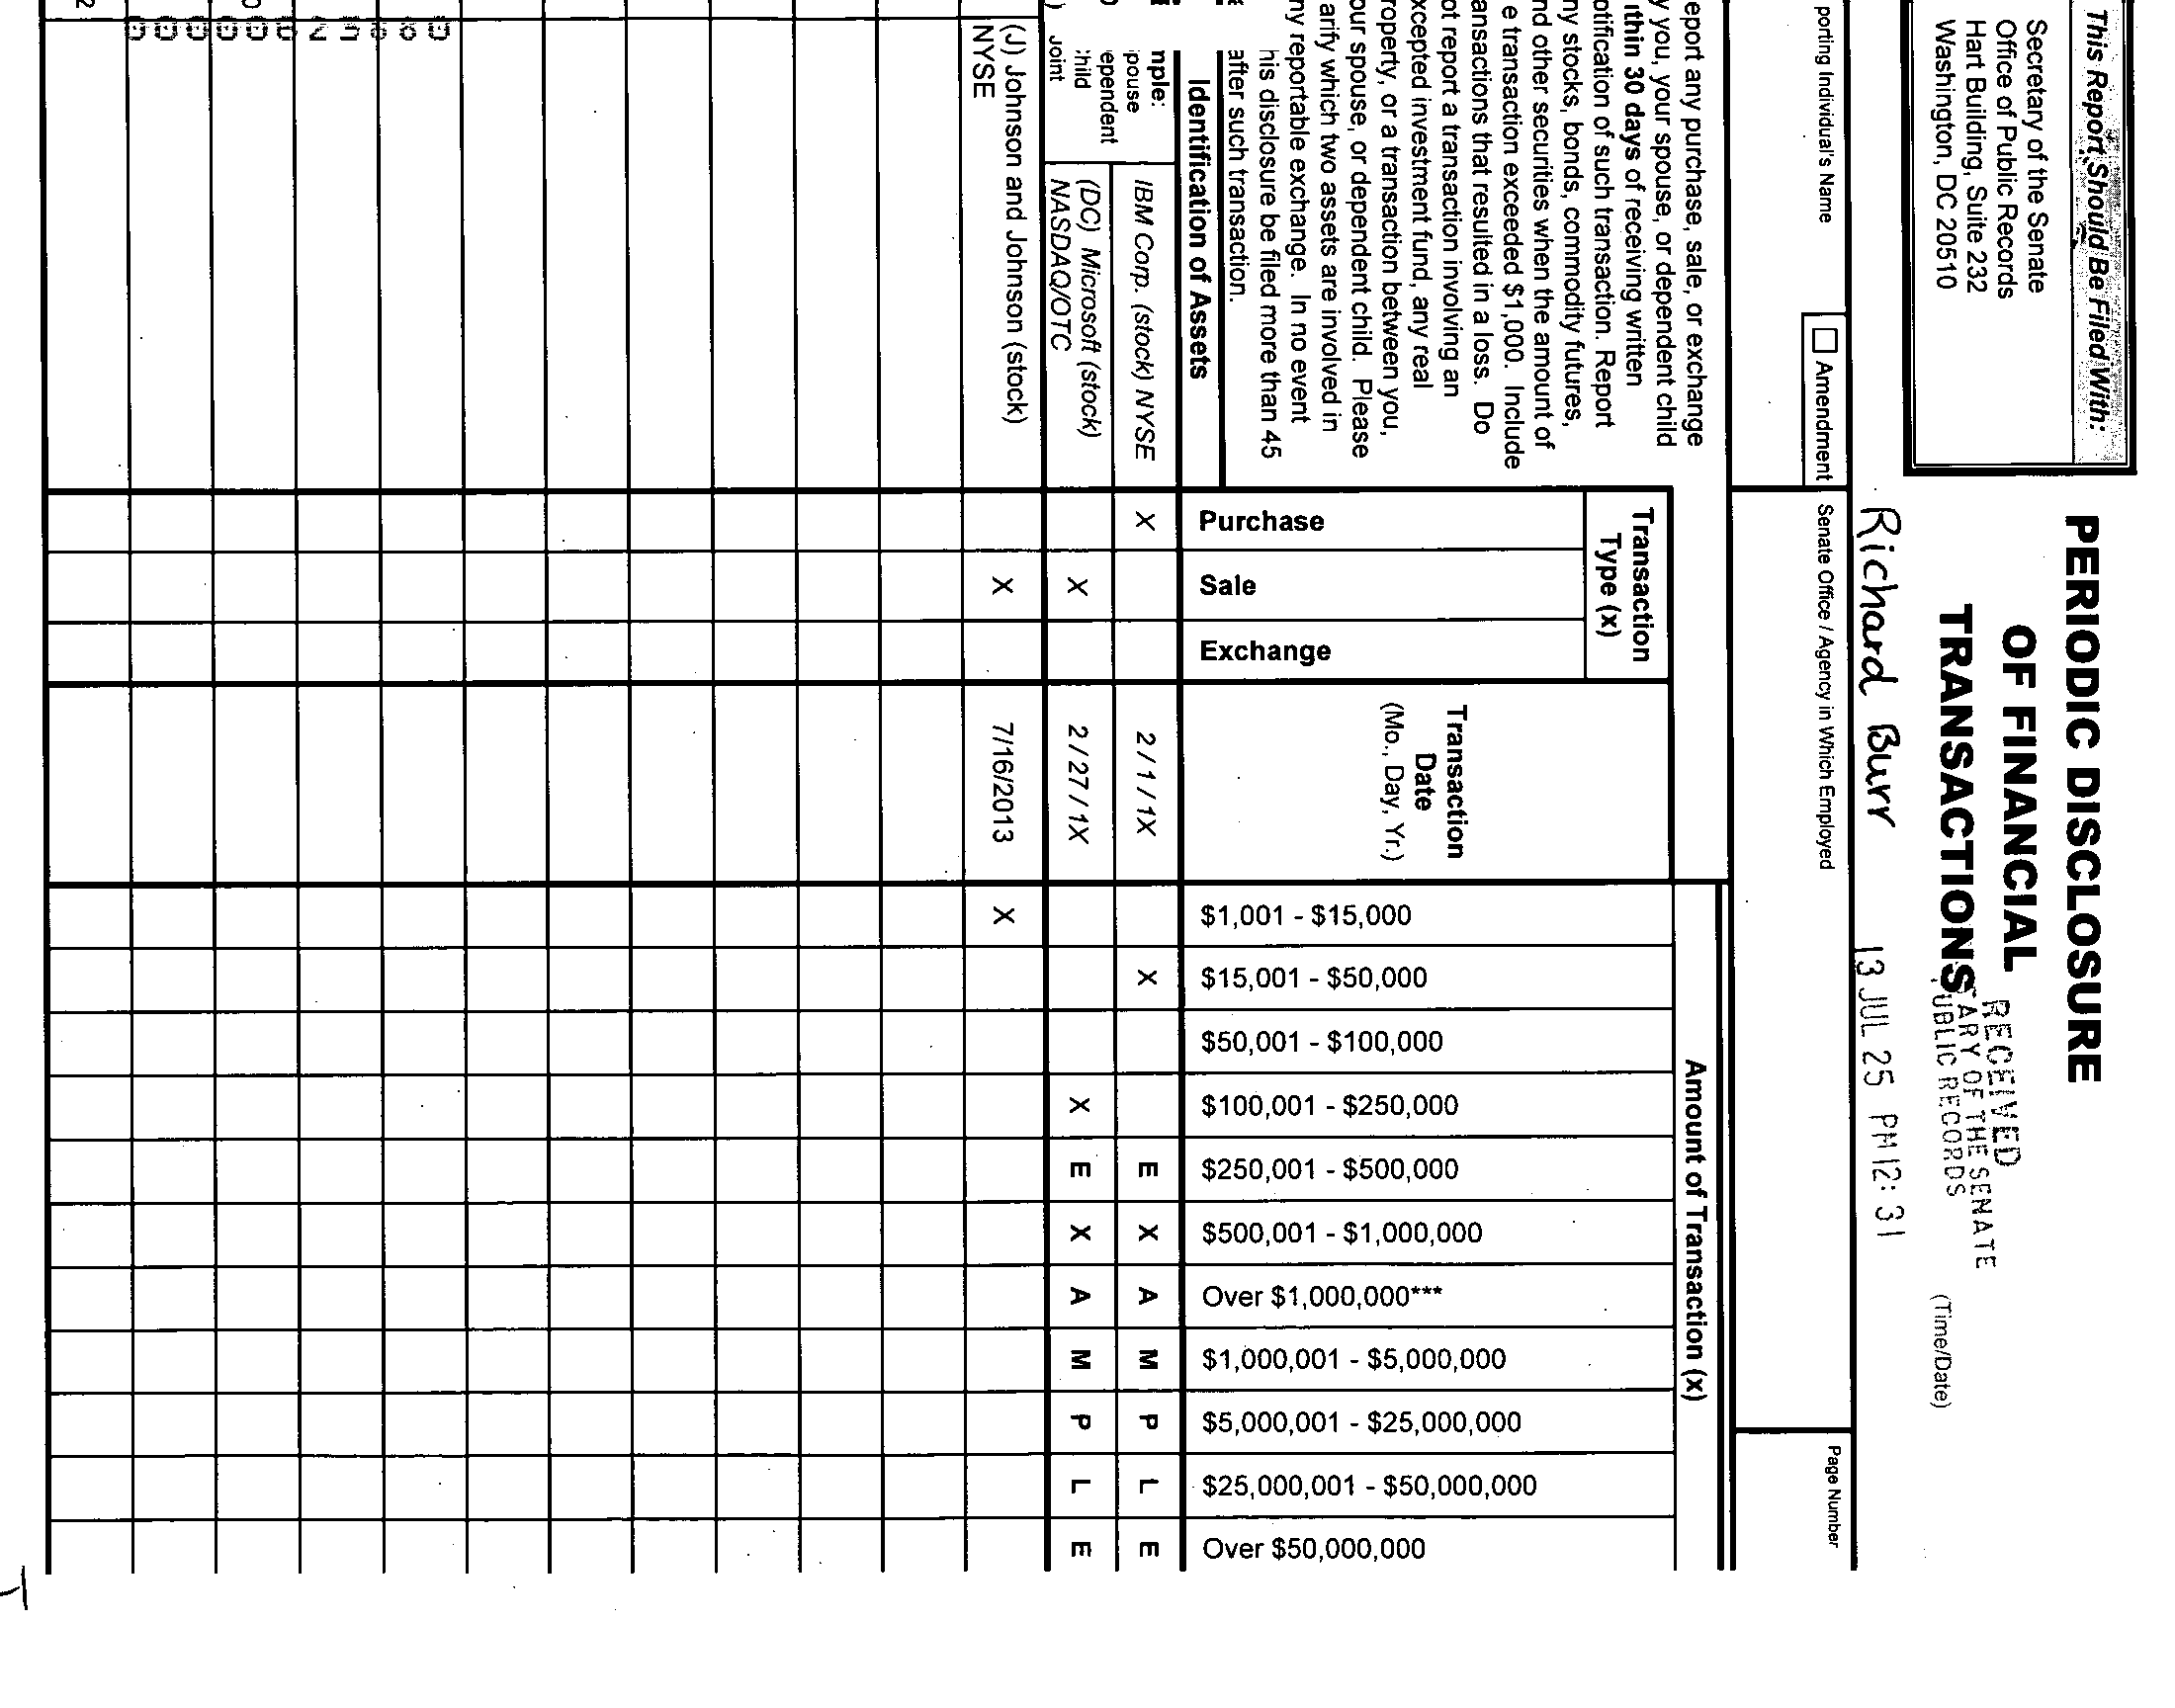 This Report Should Be Filed With:
Secretary of the Senate
Office of Public Records
Hart Building, Suite 232
Washington, DC 20510
PERIODIC DISCLOSURE
OF FINANCIAL
TRANSACTIONS
RECEIVED
ARY OF THE SENATE
UBLIC RECORDS
(Time/Date)
Richard Burr
13 JUL 25 PM 12:31
porting Individual's Name
Amendment
Senate Office / Agency in Which Employed
Page Number
eport any purchase, sale, or exchange
y you, your spouse, or dependent child
ithin 30 days of receiving written
otification of such transaction. Report
ny stocks, bonds, commodity futures,
nd other securities when the amount of
e transaction exceeded $1,000. Include
ansactions that resulted in a loss. Do
ot report a transaction involving an
xcepted investment fund, any real
roperty, or a transaction between you,
our spouse, or dependent child. Please
arify which two assets are involved in
ny reportable exchange. In no event
his disclosure be filed more than 45
after such transaction.
Transaction
Type (x)
Amount of Transaction (x)
Identification of Assets
Purchase
Sale
Exchange
Transaction
Date
(Mo., Day, Yr.)
$1,001 - $15,000
$15,001 - $50,000
$50,001 - $100,000
$100,001 - $250,000
$250,001 - $500,000
$500,001 - $1,000,000
Over $1,000,000***
$1,000,001 - $5,000,000
$5,000,001 - $25,000,000
$25,000,001 - $50,000,000
Over $50,000,000
nple:
pouse
ependent
hild
Joint
IBM Corp. (stock) NYSE X 2 / 1 / 1X X E X A M P L E
(DC) Microsoft (stock)
NASDAQ/OTC X 2 / 27 / 1X X E X A M P L E
(J) Johnson and Johnson (stock)
NYSE X 7/16/2013 X